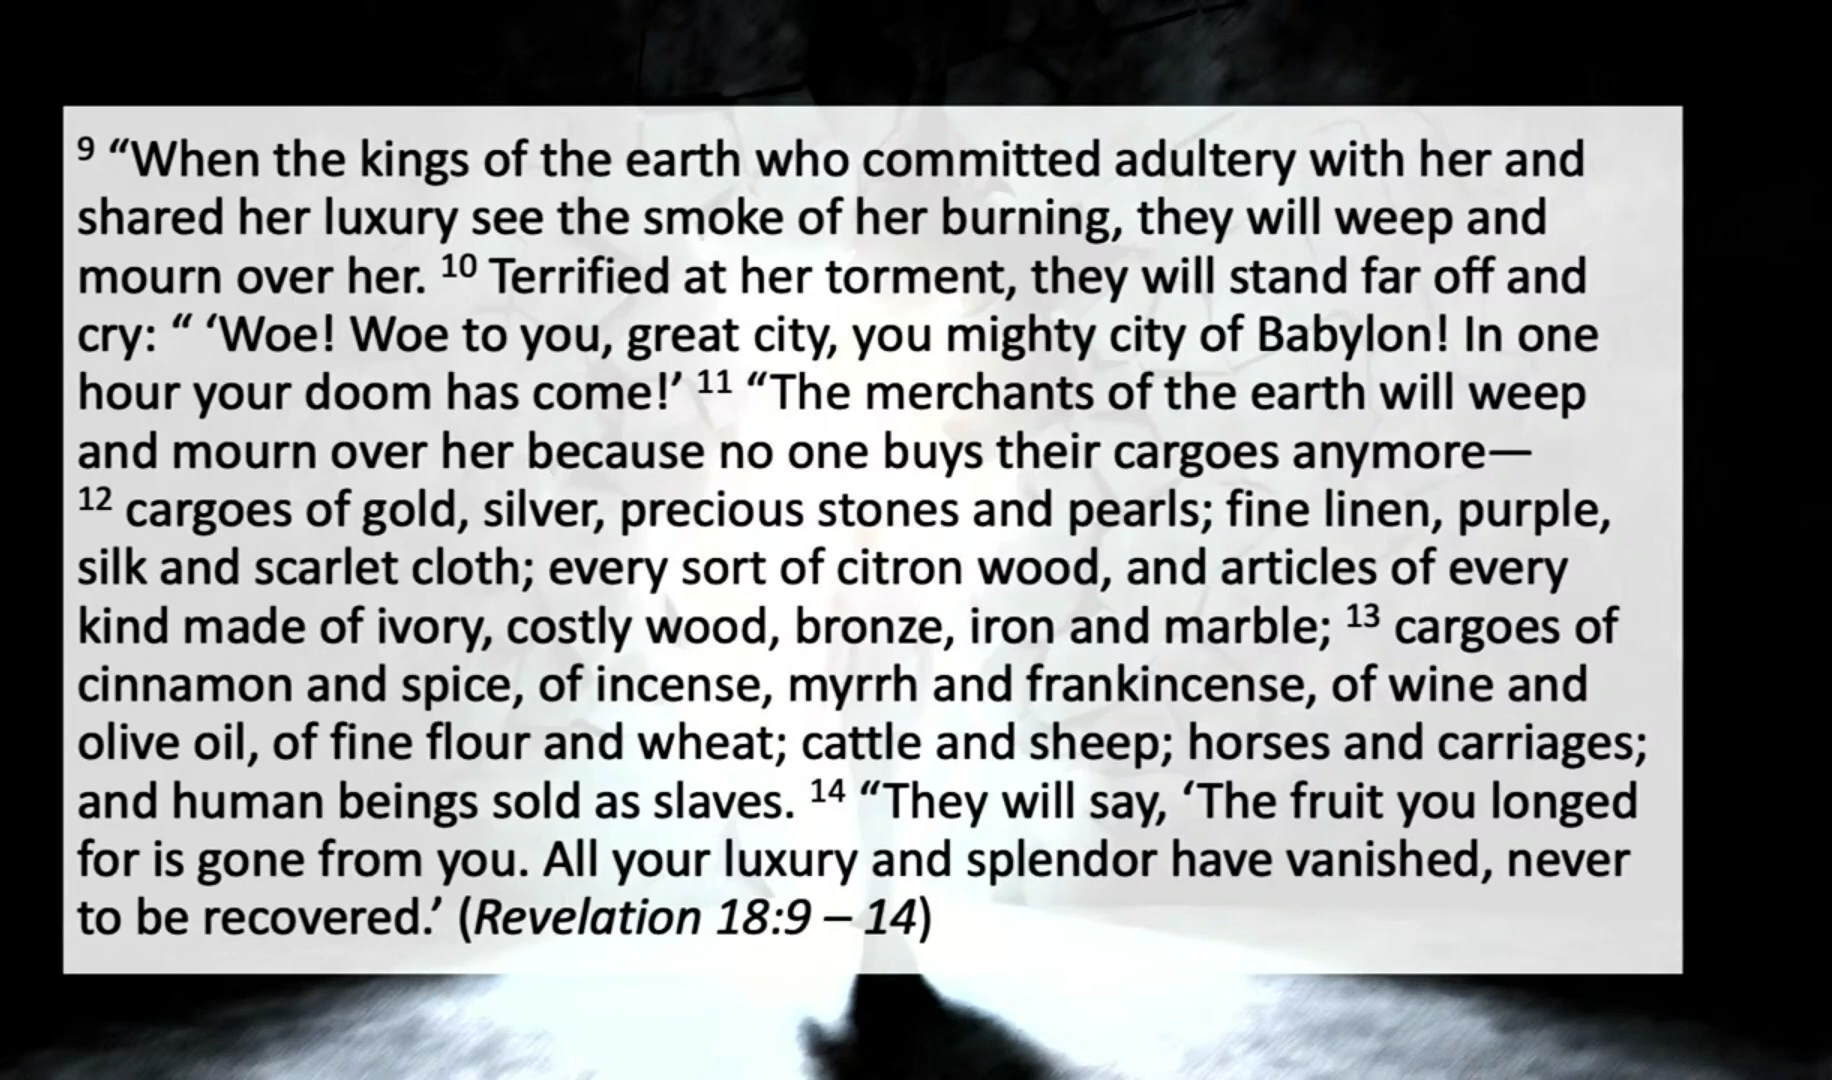 9 “When the kings of the earth who committed adultery with her and
shared her luxury see the smoke of her burning, they will weep and
mourn over her. 10 Terrified at her torment, they will stand far off and
cry: “ ‘Woe! Woe to you, great city, you mighty city of Babylon! In one
hour your doom has come!’ 11 “The merchants of the earth will weep
and mourn over her because no one buys their cargoes anymore—
12 cargoes of gold, silver, precious stones and pearls; fine linen, purple,
silk and scarlet cloth; every sort of citron wood, and articles of every
kind made of ivory, costly wood, bronze, iron and marble; 13 cargoes of
cinnamon and spice, of incense, myrrh and frankincense, of wine and
olive oil, of fine flour and wheat; cattle and sheep; horses and carriages;
and human beings sold as slaves. 14 “They will say, ‘The fruit you longed
for is gone from you. All your luxury and splendor have vanished, never
to be recovered.’ (Revelation 18:9 – 14)